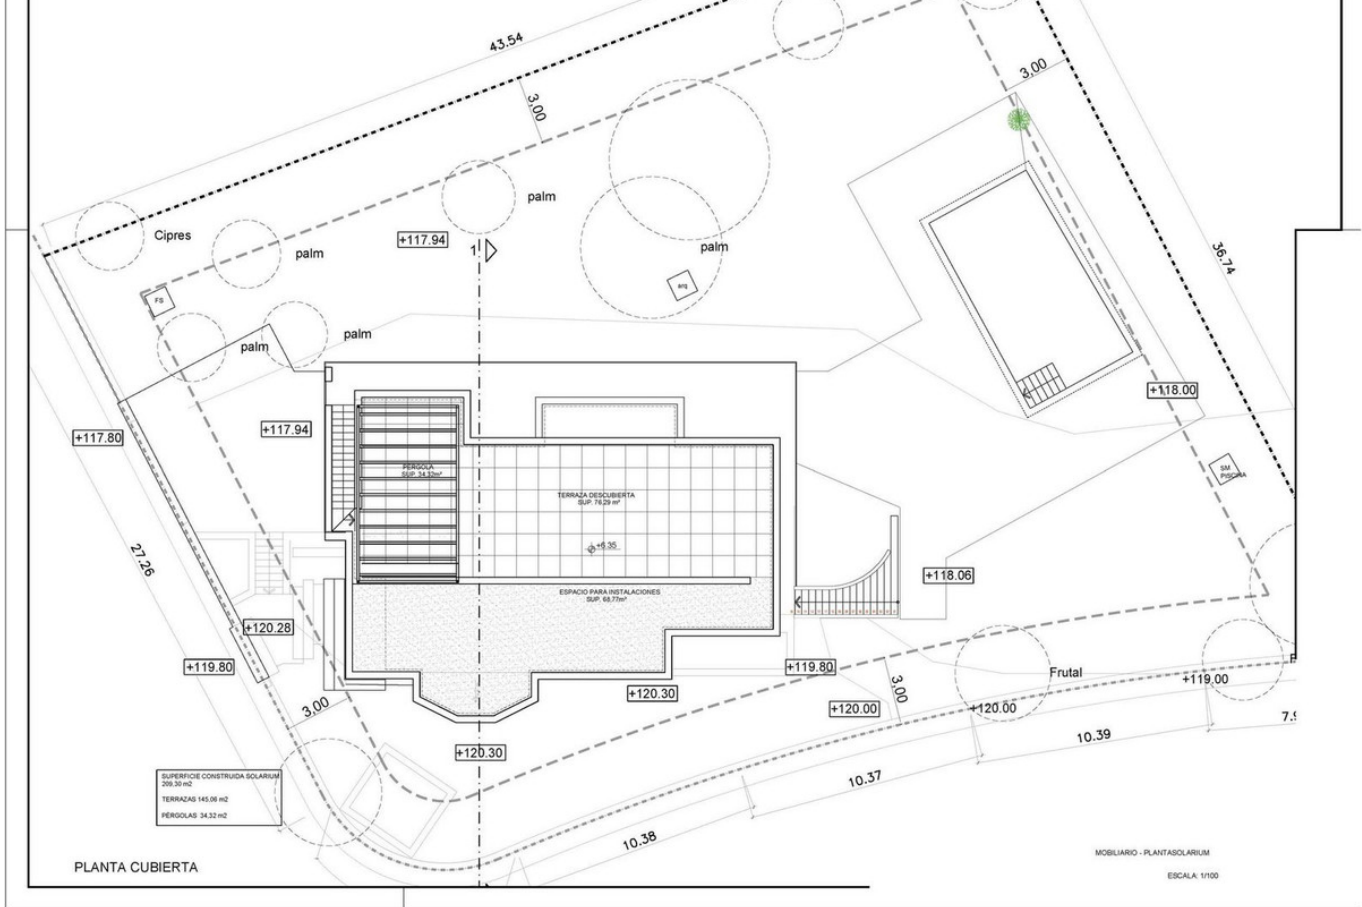 43.54
3,00
3,00
palm
Cipres
palm
+117.94
1
palm
arq
36.74
FS
palm
palm
+118.00
+117.80
+117.94
PERGOLA
SUP. 34,32m²
TERRAZA DESCUBIERTA
SUP. 76,29 m²
SM
PISCINA
+6.35
27.26
ESPACIO PARA INSTALACIONES
SUP. 68,77m²
+118.06
+120.28
+119.80
+119.80
Frutal
+119.00
3,00
+120.30
3,00
+120.00
+120.00
10.39
+120.30
SUPERFICIE CONSTRUIDA SOLARIUM
209,30 m2
TERRAZAS 145,06 m2
PÉRGOLAS 34,32 m2
10.37
10.38
PLANTA CUBIERTA
MOBILIARIO - PLANTASOLARIUM
ESCALA: 1/100